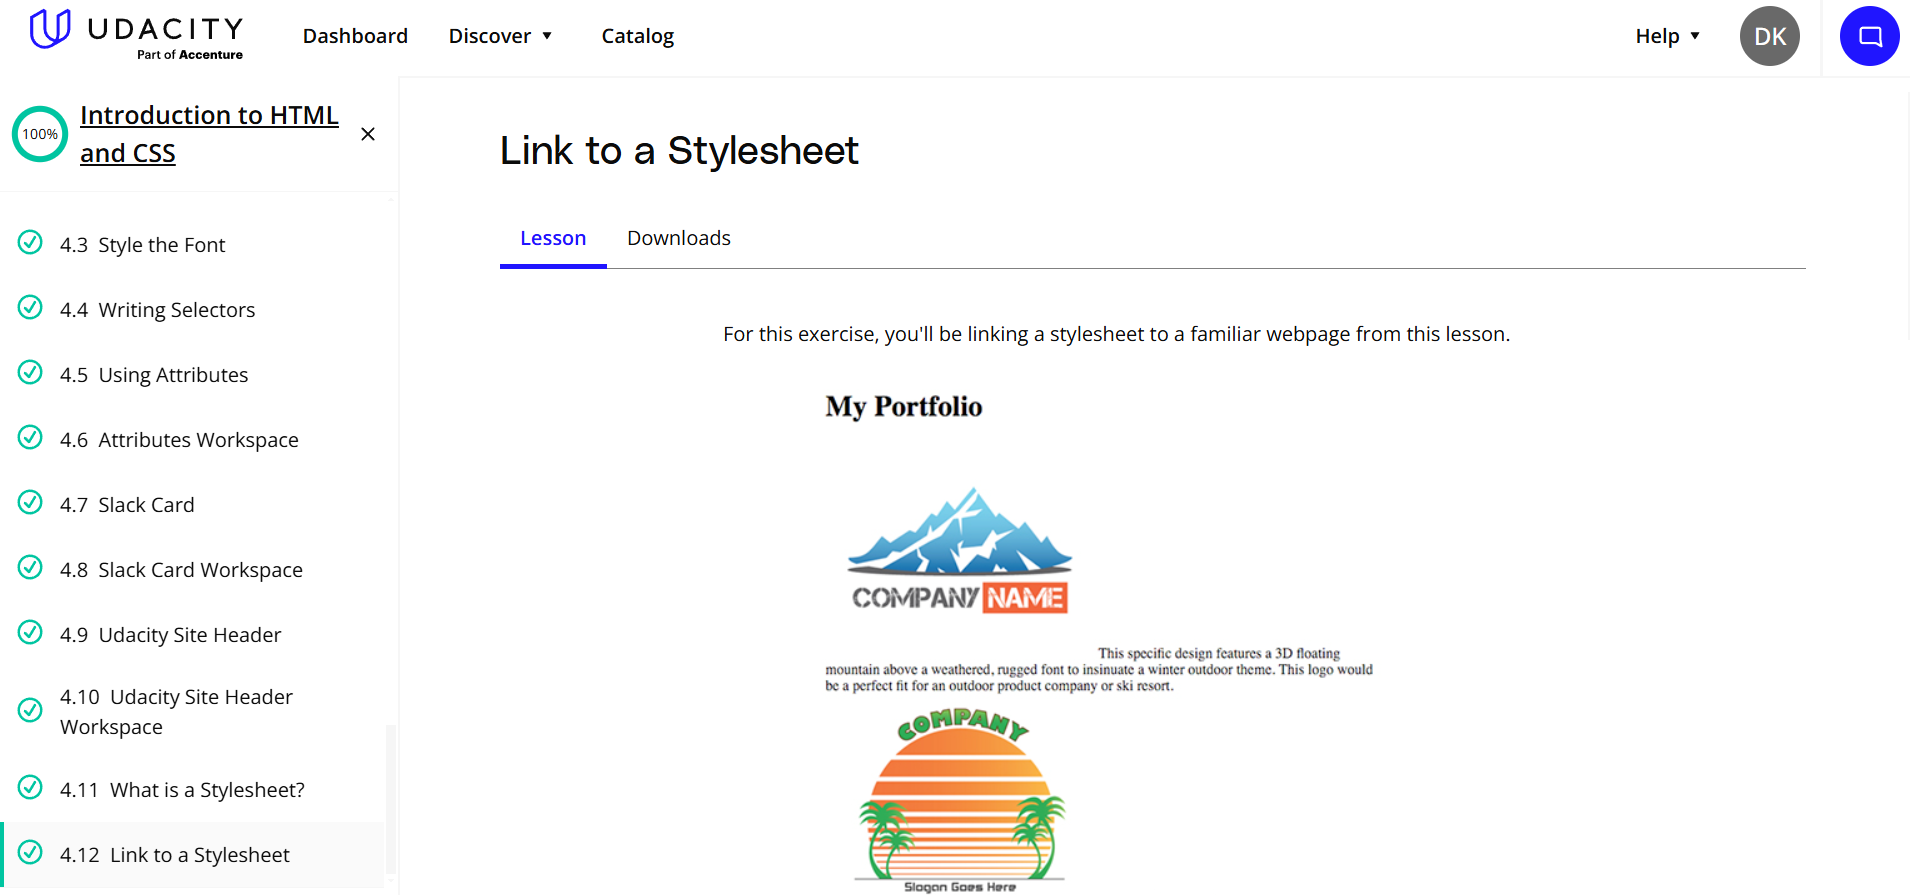 UDACITY
Part of Accenture
Dashboard
Discover
Catalog
Help
DK
100%
Introduction to HTML
and CSS
4.3 Style the Font
4.4 Writing Selectors
4.5 Using Attributes
4.6 Attributes Workspace
4.7 Slack Card
4.8 Slack Card Workspace
4.9 Udacity Site Header
4.10 Udacity Site Header
Workspace
4.11 What is a Stylesheet?
4.12 Link to a Stylesheet
Link to a Stylesheet
Lesson
Downloads
For this exercise, you'll be linking a stylesheet to a familiar webpage from this lesson.
My Portfolio
COMPANY NAME
This specific design features a 3D floating
mountain above a weathered, rugged font to insinuate a winter outdoor theme. This logo would
be a perfect fit for an outdoor product company or ski resort.
COMPANY
Slogan Goes Here